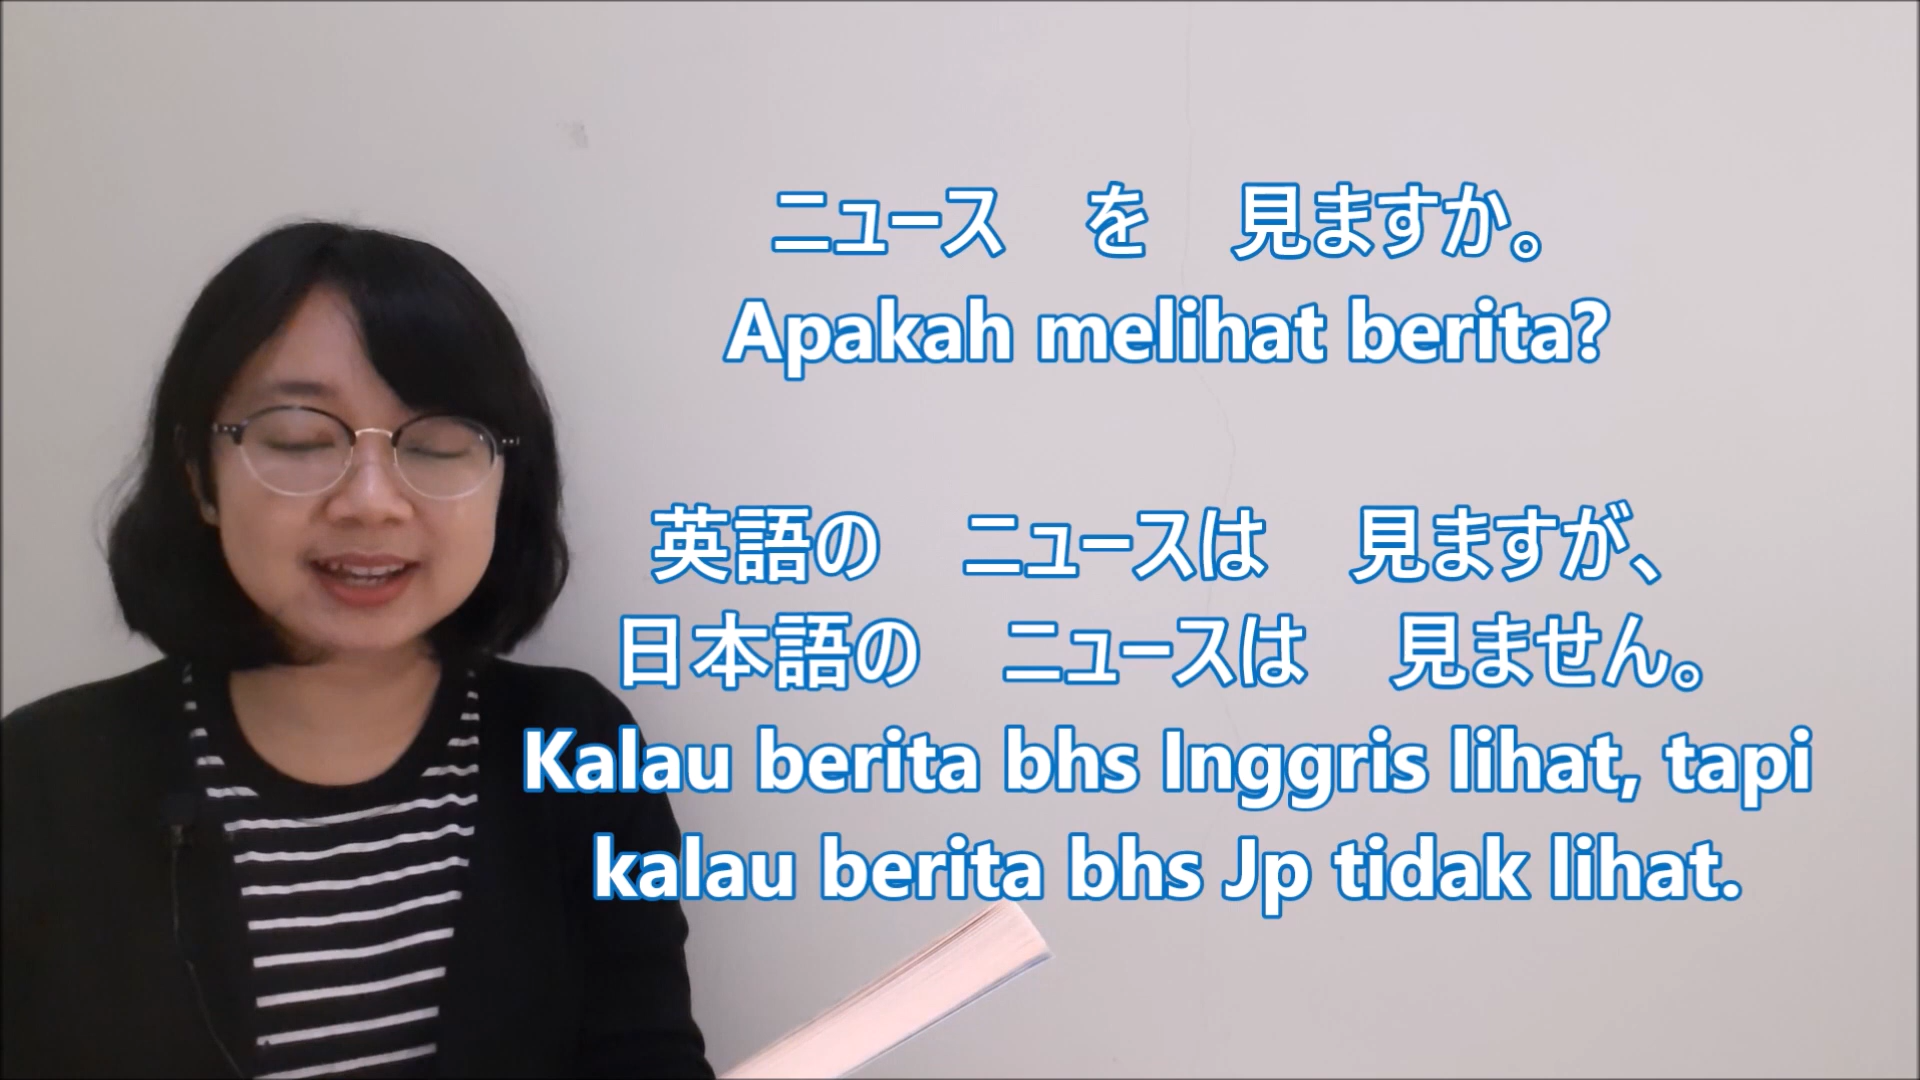 ニュース　を　見ますか。
Apakah melihat berita?
英語の　ニュースは　見ますが、
日本語の　ニュースは　見ません。
Kalau berita bhs Inggris lihat, tapi
kalau berita bhs Jp tidak lihat.